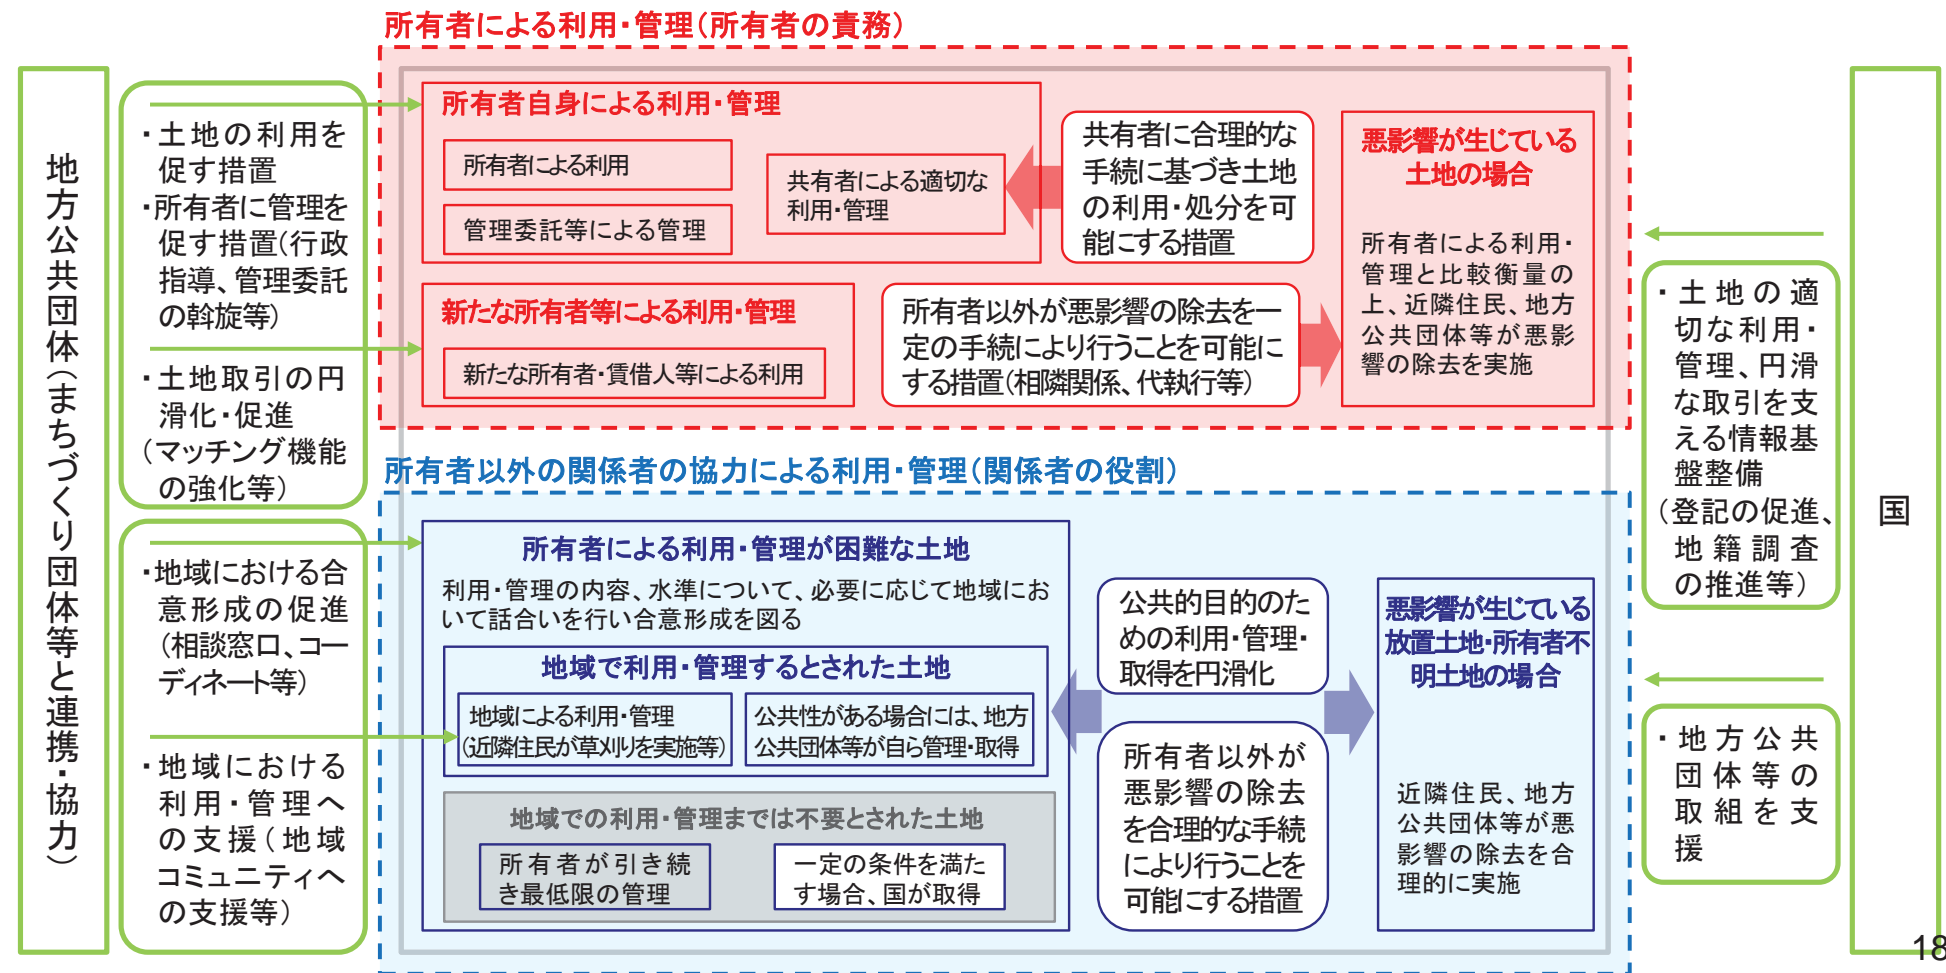 所有者による利用・管理(所有者の責務)
地方公共団体(まちづくり団体等と連携・協力)
・土地の利用を
促す措置
・所有者に管理を
促す措置(行政
指導、管理委託
の斡旋等)
・土地取引の円
滑化・促進
(マッチング機能
の強化等)
所有者自身による利用・管理
所有者による利用
管理委託等による管理
共有者による適切な
利用・管理
共有者に合理的な
手続に基づき土地
の利用・処分を可
能にする措置
新たな所有者等による利用・管理
新たな所有者・賃借人等による利用
所有者以外が悪影響の除去を一
定の手続により行うことを可能に
する措置(相隣関係、代執行等)
悪影響が生じている
土地の場合
所有者による利用・
管理と比較衡量の
上、近隣住民、地方
公共団体等が悪影
響の除去を実施
所有者以外の関係者の協力による利用・管理(関係者の役割)
・地域における合
意形成の促進
(相談窓口、コー
ディネート等)
・地域における
利用・管理へ
の支援(地域
コミュニティへ
の支援等)
所有者による利用・管理が困難な土地
利用・管理の内容、水準について、必要に応じて地域にお
いて話合いを行い合意形成を図る
地域で利用・管理するとされた土地
地域による利用・管理
(近隣住民が草刈りを実施等)
公共性がある場合には、地方
公共団体等が自ら管理・取得
地域での利用・管理までは不要とされた土地
所有者が引き続
き最低限の管理
一定の条件を満た
す場合、国が取得
公共的目的のた
めの利用・管理・
取得を円滑化
所有者以外が
悪影響の除去
を合理的な手続
により行うことを
可能にする措置
悪影響が生じている
放置土地・所有者不
明土地の場合
近隣住民、地方
公共団体等が悪
影響の除去を合
理的に実施
・土地の適
切な利用・
管理、円滑
な取引を支
える情報基
盤整備
(登記の促進、
地籍調査
の推進等)
・地方公共
団体等の
取組を支
援
国
18